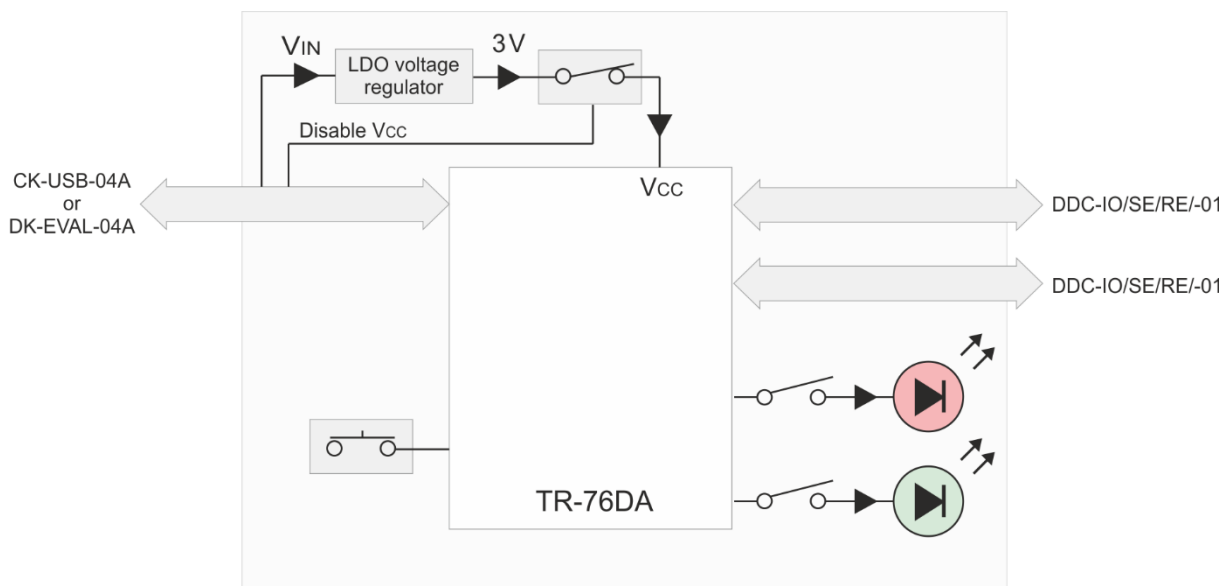 VIN
LDO voltage
regulator
3V
Disable VCC
CK-USB-04A
or
DK-EVAL-04A
VCC
DDC-IO/SE/RE/-01
DDC-IO/SE/RE/-01
TR-76DA